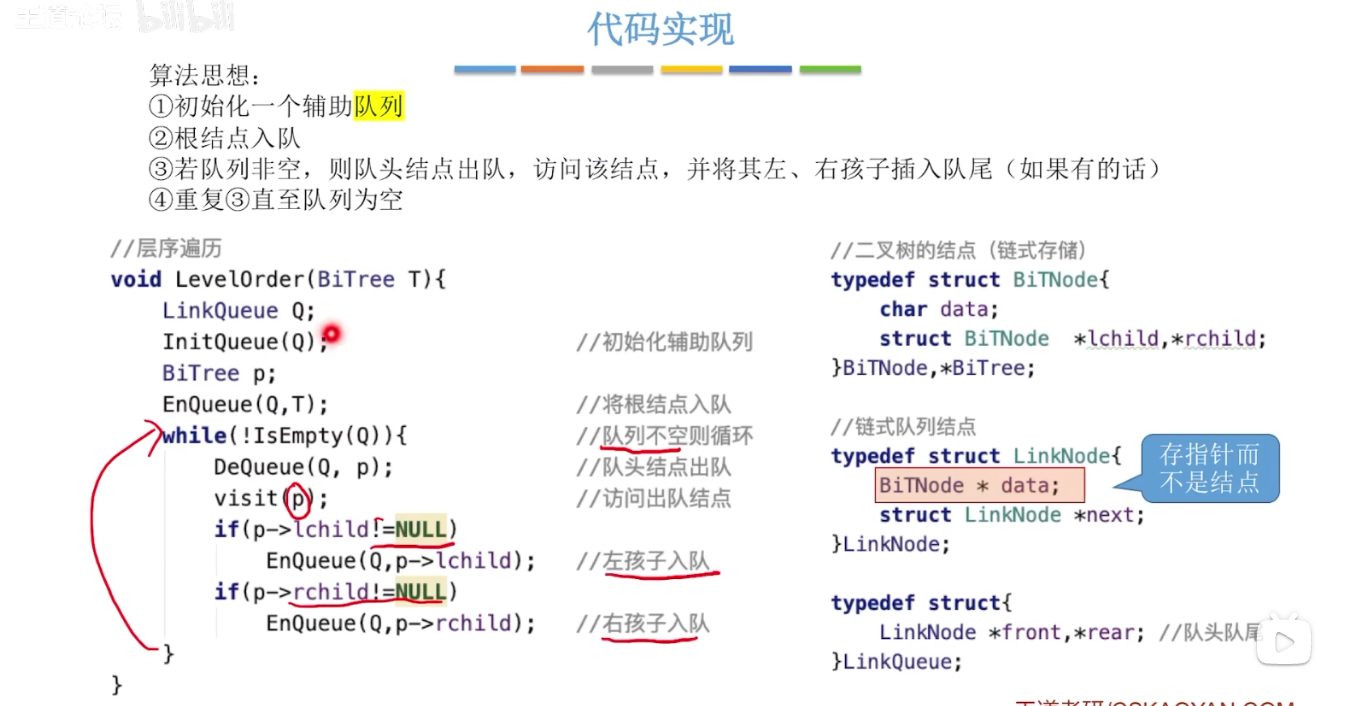 bilibili
代码实现
算法思想：
①初始化一个辅助队列
②根结点入队
③若队列非空，则队头结点出队，访问该结点，并将其左、右孩子插入队尾（如果有的话）
④重复③直至队列为空
//层序遍历
void LevelOrder(BiTree T){
LinkQueue Q;
InitQueue(Q); //初始化辅助队列
BiTree p;
EnQueue(Q,T); //将根结点入队
while(!IsEmpty(Q)){ //队列不空则循环
DeQueue(Q, p); //队头结点出队
visit(p); //访问出队结点
if(p->lchild!=NULL)
EnQueue(Q,p->lchild); //左孩子入队
if(p->rchild!=NULL)
EnQueue(Q,p->rchild); //右孩子入队
}
}
//二叉树的结点（链式存储）
typedef struct BiTNode{
char data;
struct BiTNode *lchild,*rchild;
}BiTNode,*BiTree;
//链式队列结点
typedef struct LinkNode{
BiTNode * data;
struct LinkNode *next;
}LinkNode;
存指针而
不是结点
typedef struct{
LinkNode *front,*rear; //队头队尾
}LinkQueue;